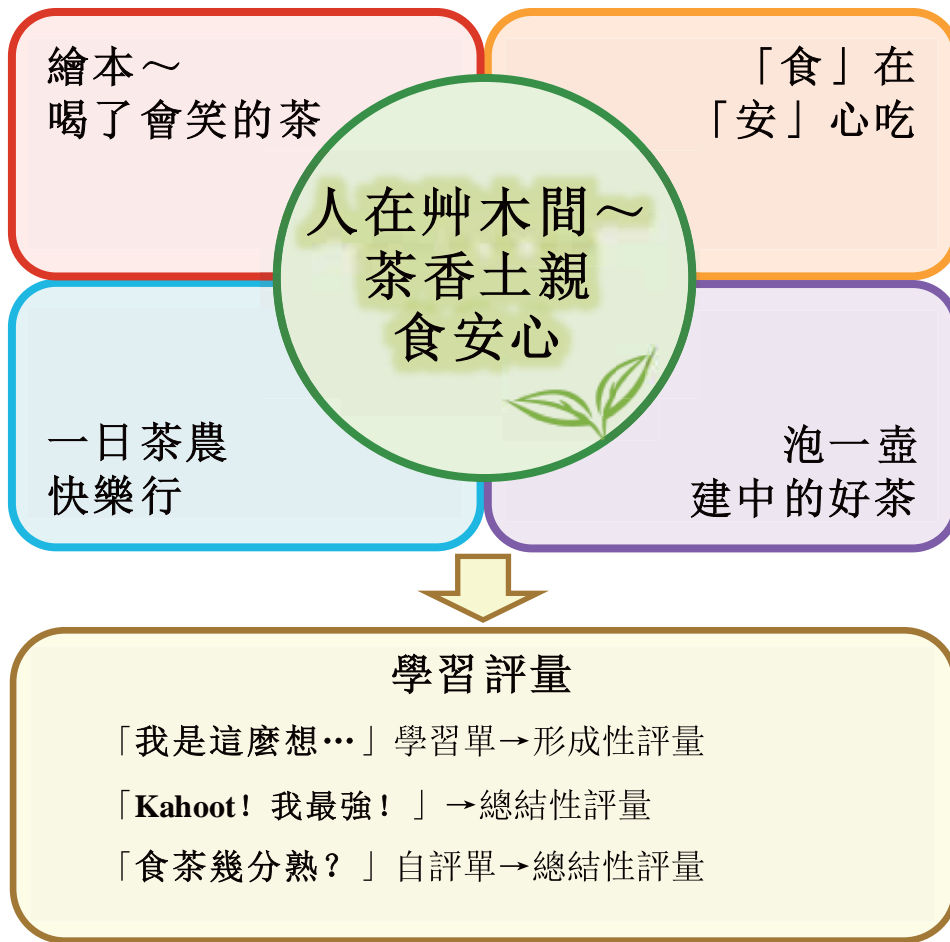 繪本～
喝了會笑的茶
「食」在
「安」心吃
人在艸木間～
茶香土親
食安心
一日茶農
快樂行
泡一壺
建中的好茶
學習評量
「我是這麼想…」學習單→形成性評量
「Kahoot！我最強！」→總結性評量
「食茶幾分熟？」自評單→總結性評量